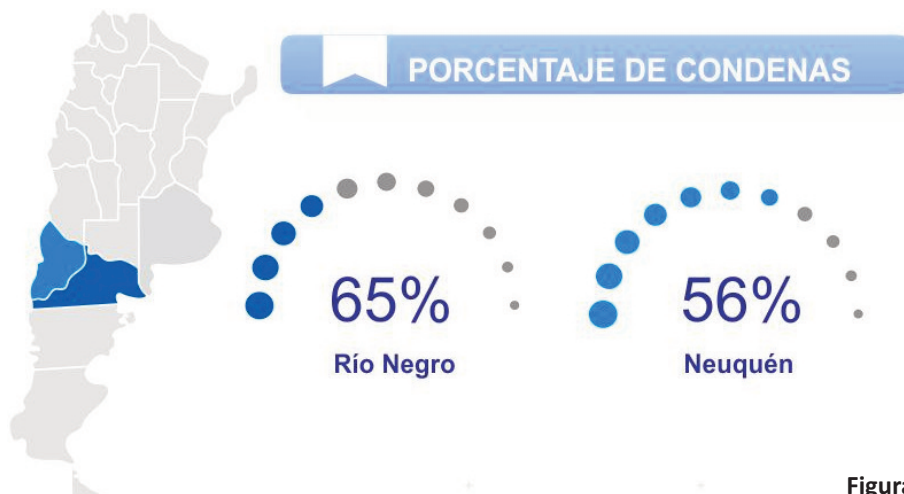 PORCENTAJE DE CONDENAS
65%
Río Negro
56%
Neuquén
Figura